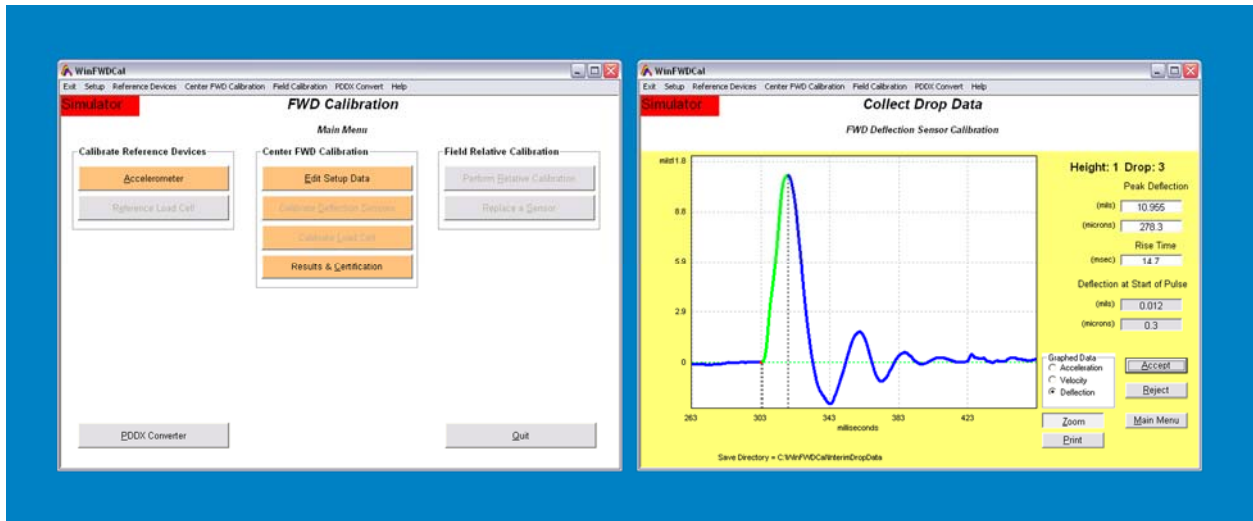 WinFWDCal
Exit Setup Reference Devices Center FWD Calibration Field Calibration PDDX Convert Help
Simulator
FWD Calibration
Main Menu
Calibrate Reference Devices
Accelerometer
Reference Load Cell
Center FWD Calibration
Edit Setup Data
Calibrate Deflection Sensors
Calibrate Load Cell
Results & Certification
Field Relative Calibration
Perform Relative Calibration
Replace a Sensor
PDDX Converter
Quit
WinFWDCal
Exit Setup Reference Devices Center FWD Calibration Field Calibration PDDX Convert Help
Simulator
Collect Drop Data
FWD Deflection Sensor Calibration
8.8
5.9
2.9
0
263 303 343 383 423
milliseconds
Height: 1 Drop: 3
Peak Deflection
(mils) 10.955
(microns) 278.3
Rise Time
(msec) 14.7
Deflection at Start of Pulse
(mils) 0.012
(microns) 0.3
Graphed Data
Acceleration
Velocity
Deflection
Accept
Reject
Zoom
Main Menu
Print
Save Directory = C:\WinFWDCal\InterimDropData